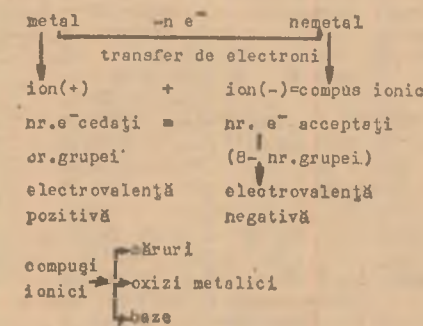 metal -n e⁻ nemetal
transfer de electroni
ion(+) + ion(-)=compus ionic
nr.e⁻cedaţi = nr. e⁻ acceptaţi
nr.grupei (8- nr.grupei)
electrovalenţă electrovalenţă
pozitivă negativă
săruri
compuşi
ionici oxizi metalici
baze